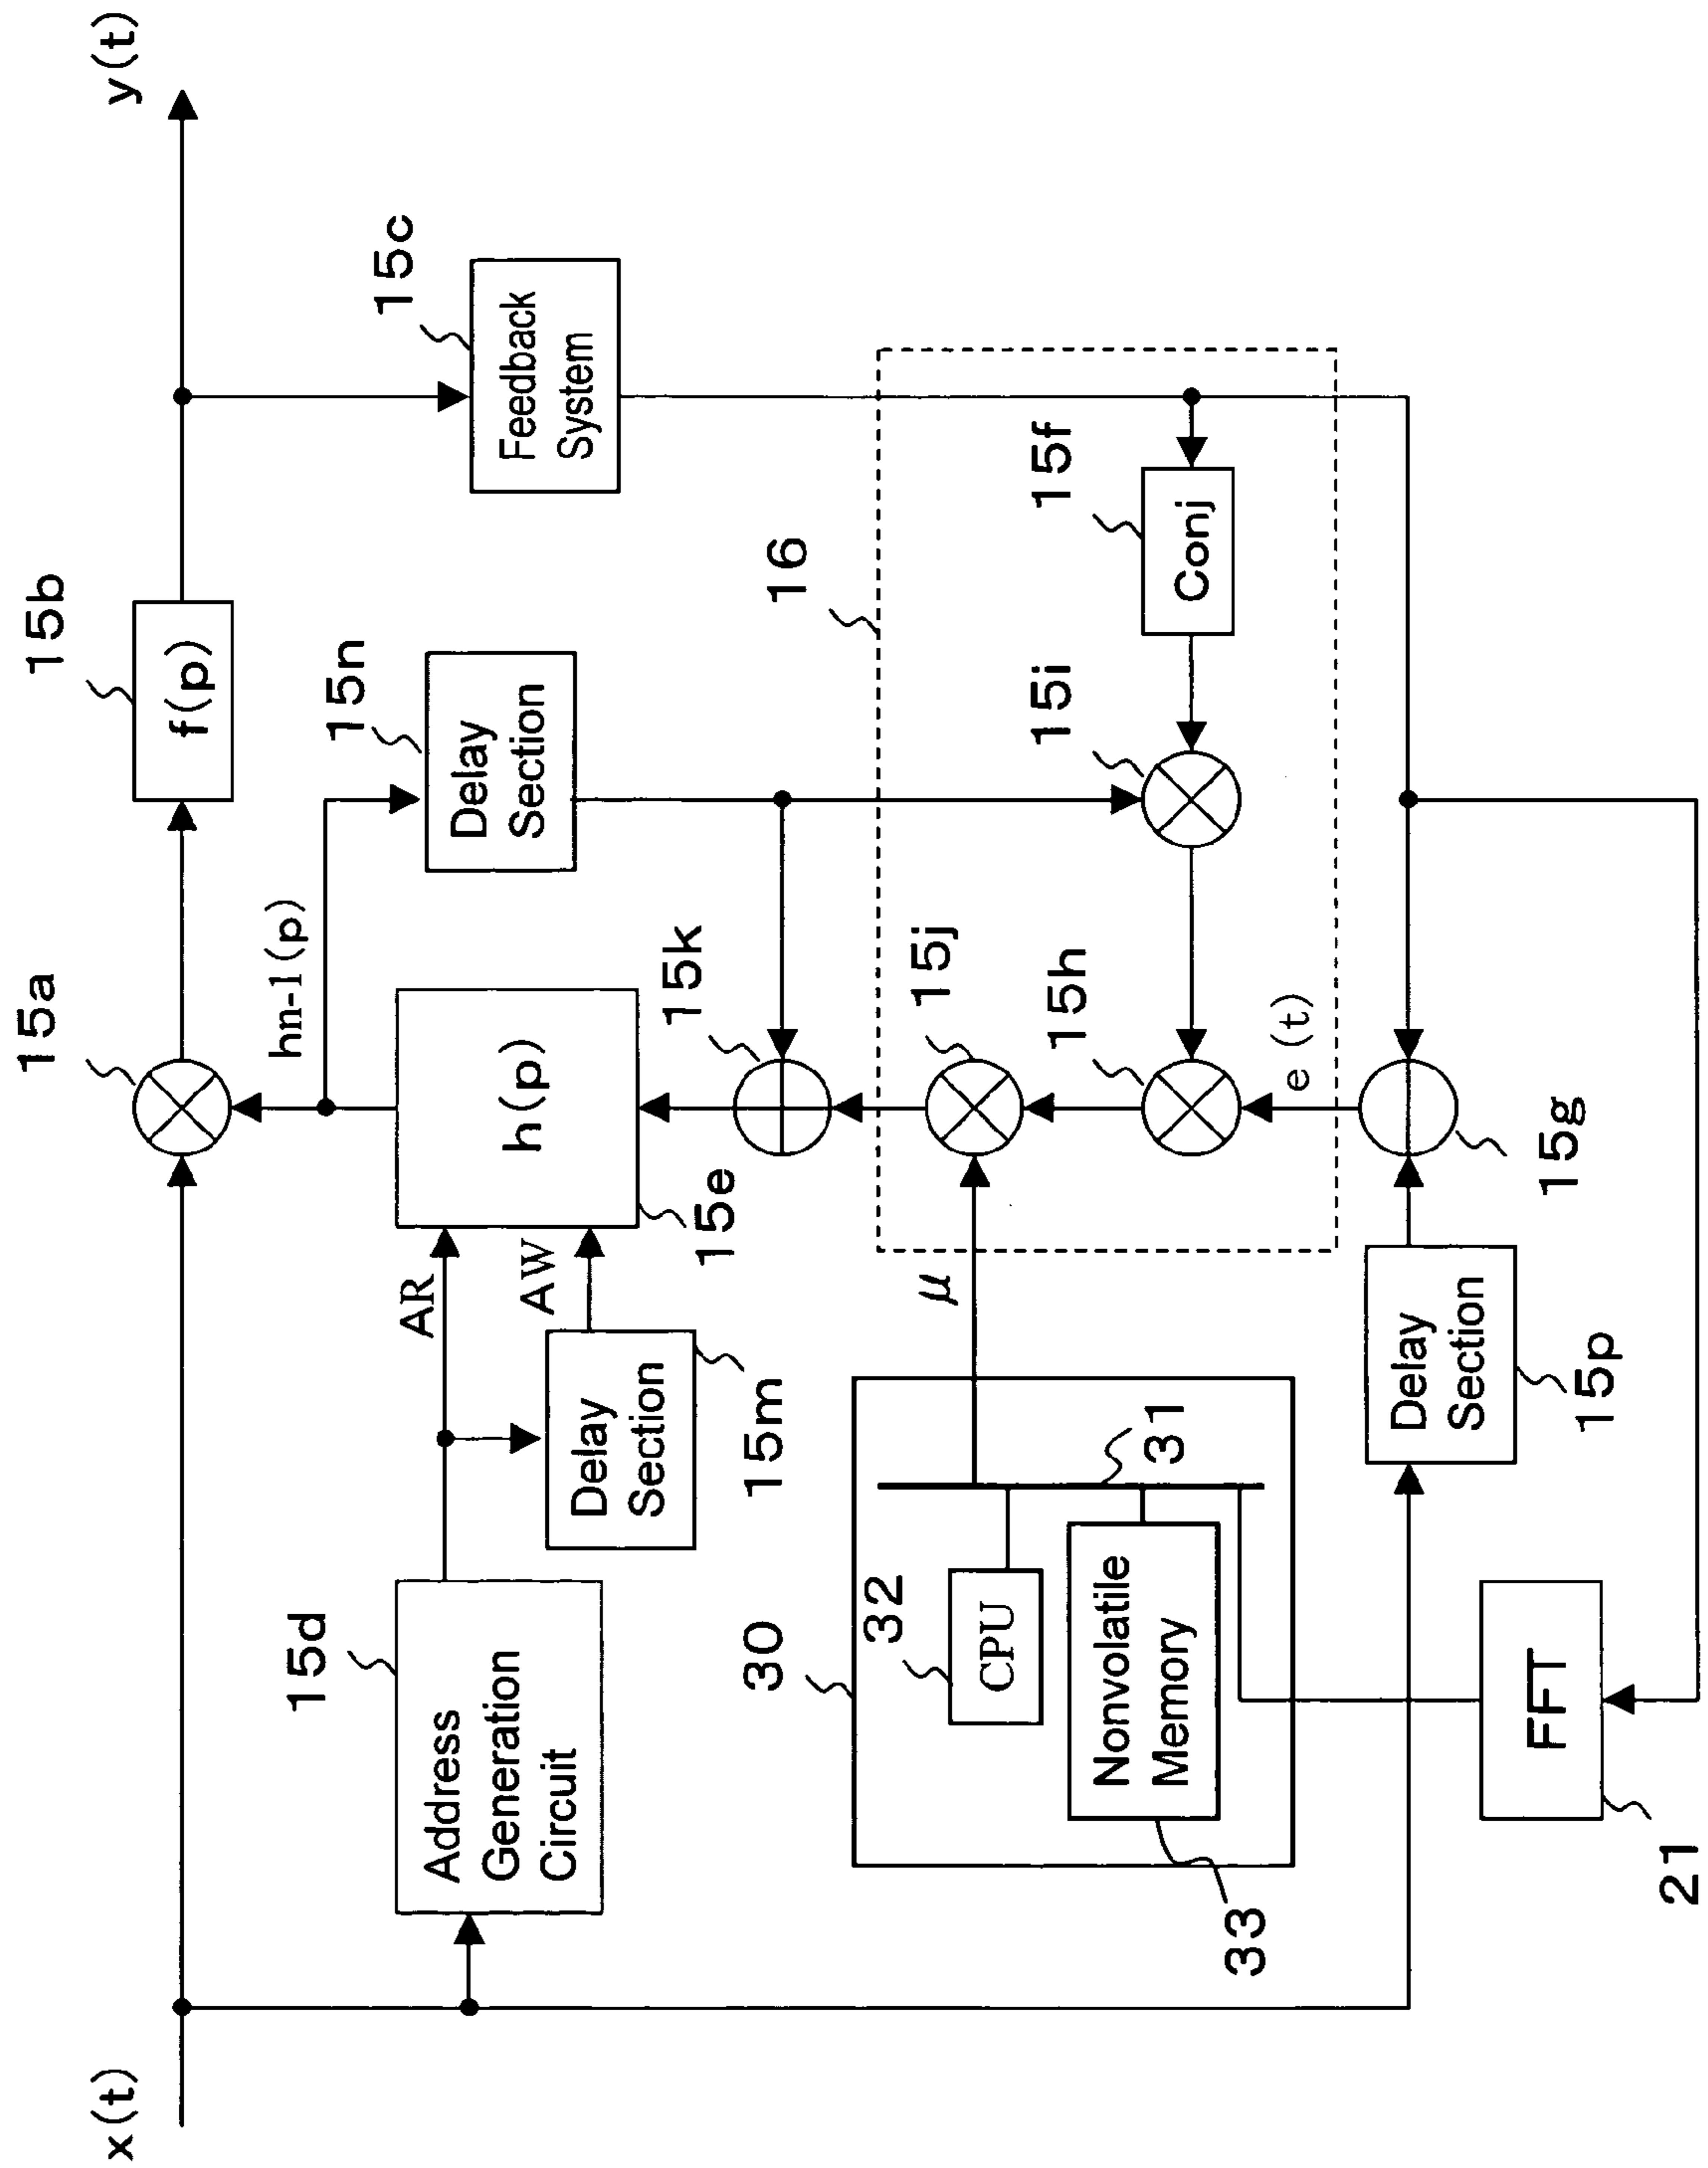 x(t)
15a
15b
f(p)
y(t)
hn-1(p)
15n
Delay
Section
15c
Feedback
System
15d
Address
Generation
Circuit
AR
AW
h(p)
15e
Delay
Section
15m
15k
16
30
32
CPU
31
μ
15j
15i
15f
Conj
Nonvolatile
Memory
33
15h
e(t)
Delay
Section
15p
15g
FFT
21